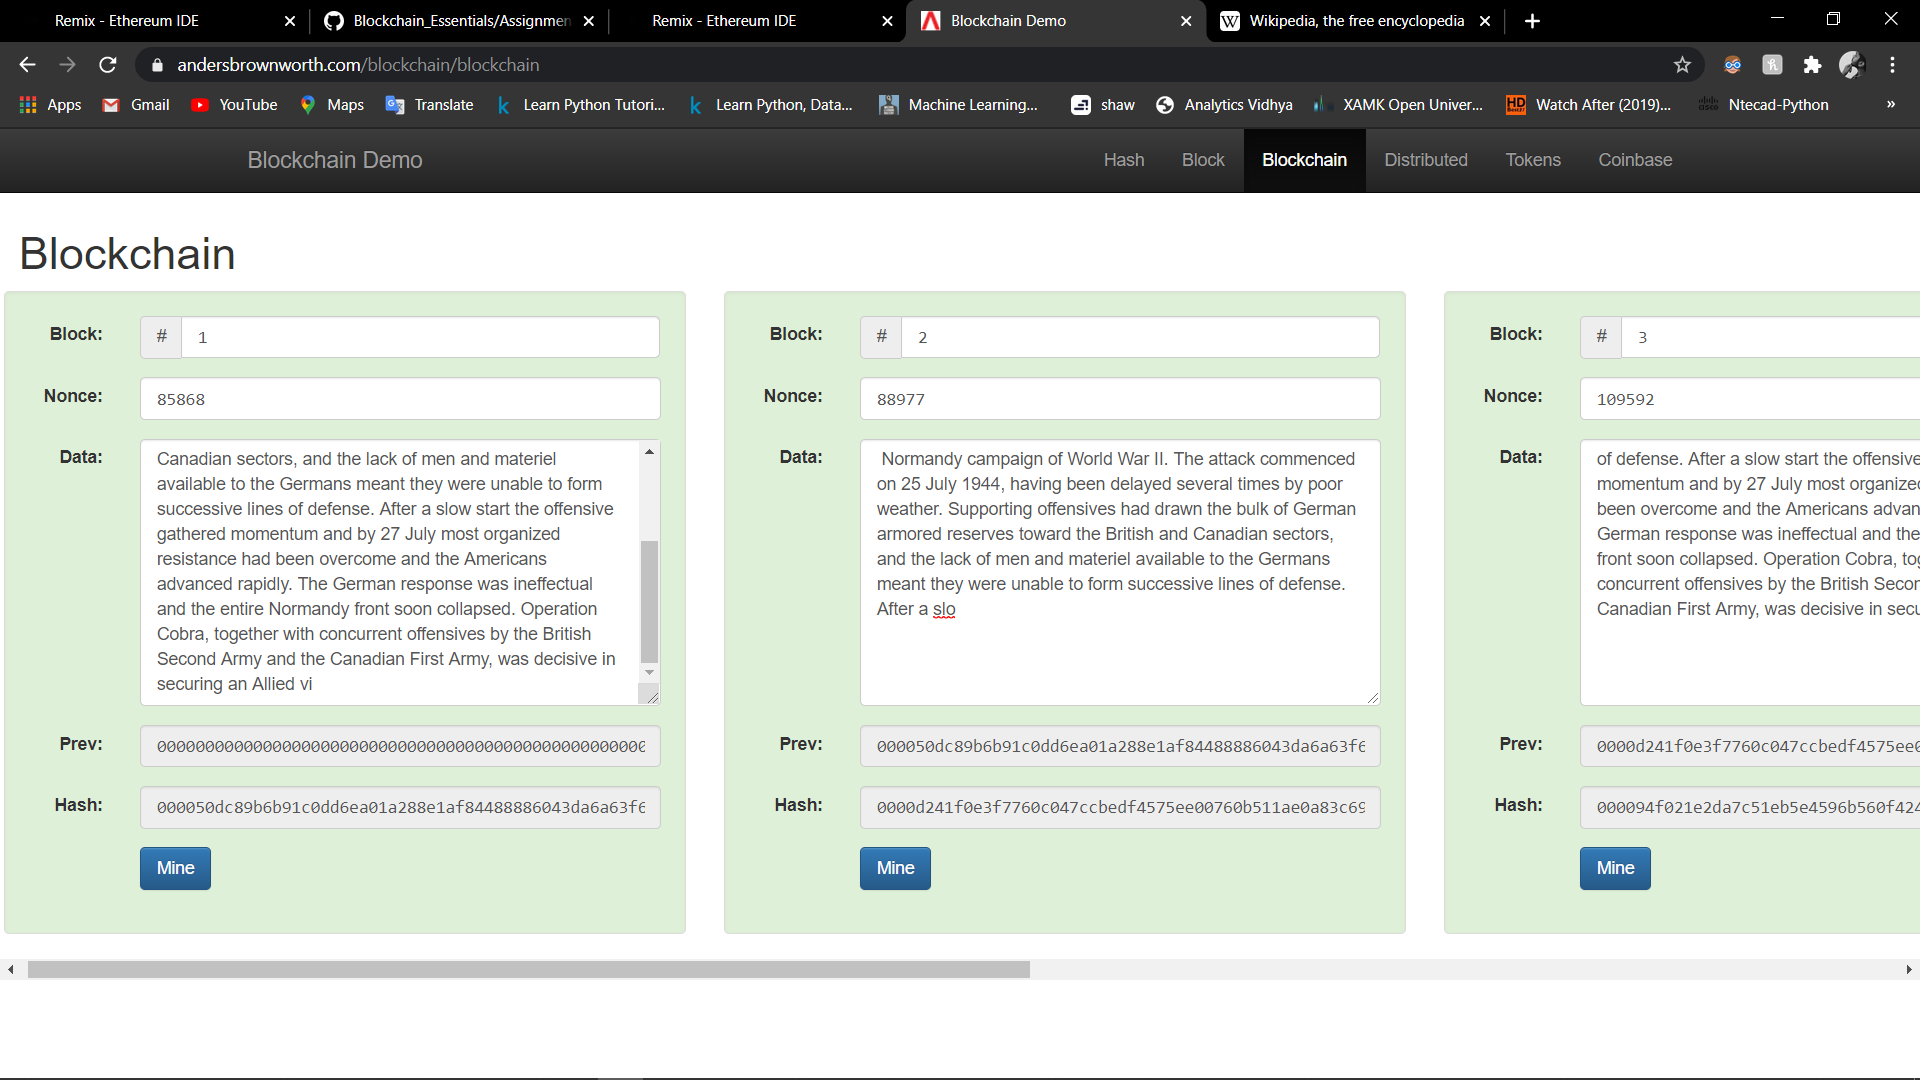 Remix - Ethereum IDE
Blockchain_Essentials/Assignmen
Remix - Ethereum IDE
Blockchain Demo
Wikipedia, the free encyclopedia
andersbrownworth.com/blockchain/blockchain
Apps
Gmail
YouTube
Maps
Translate
Learn Python Tutori...
Learn Python, Data...
Machine Learning...
shaw
Analytics Vidhya
XAMK Open Univer...
HD
Watch After (2019)...
Ntecad-Python
»
Blockchain Demo
Hash
Block
Blockchain
Distributed
Tokens
Coinbase
Blockchain
Block:
# 1
Nonce:
85868
Data:
Canadian sectors, and the lack of men and materiel
available to the Germans meant they were unable to form
successive lines of defense. After a slow start the offensive
gathered momentum and by 27 July most organized
resistance had been overcome and the Americans
advanced rapidly. The German response was ineffectual
and the entire Normandy front soon collapsed. Operation
Cobra, together with concurrent offensives by the British
Second Army and the Canadian First Army, was decisive in
securing an Allied vi
Prev:
000000000000000000000000000000000000000000000000000
Hash:
000050dc89b6b91c0dd6ea01a288e1af84488886043da6a63f6
Mine
Block:
# 2
Nonce:
88977
Data:
Normandy campaign of World War II. The attack commenced
on 25 July 1944, having been delayed several times by poor
weather. Supporting offensives had drawn the bulk of German
armored reserves toward the British and Canadian sectors,
and the lack of men and materiel available to the Germans
meant they were unable to form successive lines of defense.
After a slo
Prev:
000050dc89b6b91c0dd6ea01a288e1af84488886043da6a63f6
Hash:
0000d241f0e3f7760c047ccbedf4575ee00760b511ae0a83c69
Mine
Block:
# 3
Nonce:
109592
Data:
of defense. After a slow start the offensive
momentum and by 27 July most organize
been overcome and the Americans advan
German response was ineffectual and the
front soon collapsed. Operation Cobra, tog
concurrent offensives by the British Secon
Canadian First Army, was decisive in secu
Prev:
0000d241f0e3f7760c047ccbedf4575ee0
Hash:
000094f021e2da7c51eb5e4596b560f424
Mine